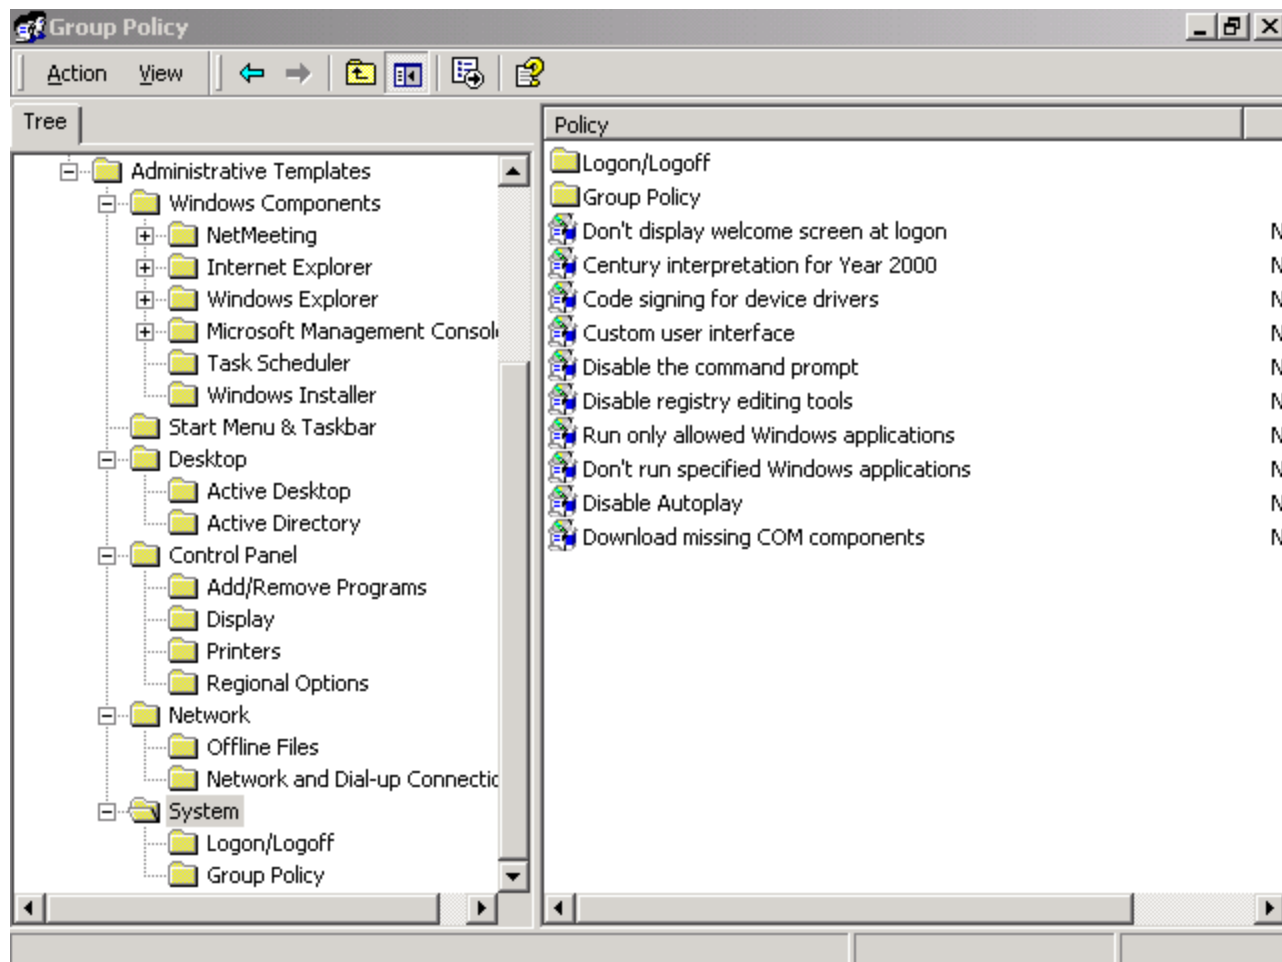 Group Policy
Action View
Tree
Policy
Administrative Templates
Windows Components
NetMeeting
Internet Explorer
Windows Explorer
Microsoft Management Consol
Task Scheduler
Windows Installer
Start Menu & Taskbar
Desktop
Active Desktop
Active Directory
Control Panel
Add/Remove Programs
Display
Printers
Regional Options
Network
Offline Files
Network and Dial-up Connectic
System
Logon/Logoff
Group Policy
Logon/Logoff
Group Policy
Don't display welcome screen at logon N
Century interpretation for Year 2000 N
Code signing for device drivers N
Custom user interface N
Disable the command prompt N
Disable registry editing tools N
Run only allowed Windows applications N
Don't run specified Windows applications N
Disable Autoplay N
Download missing COM components N